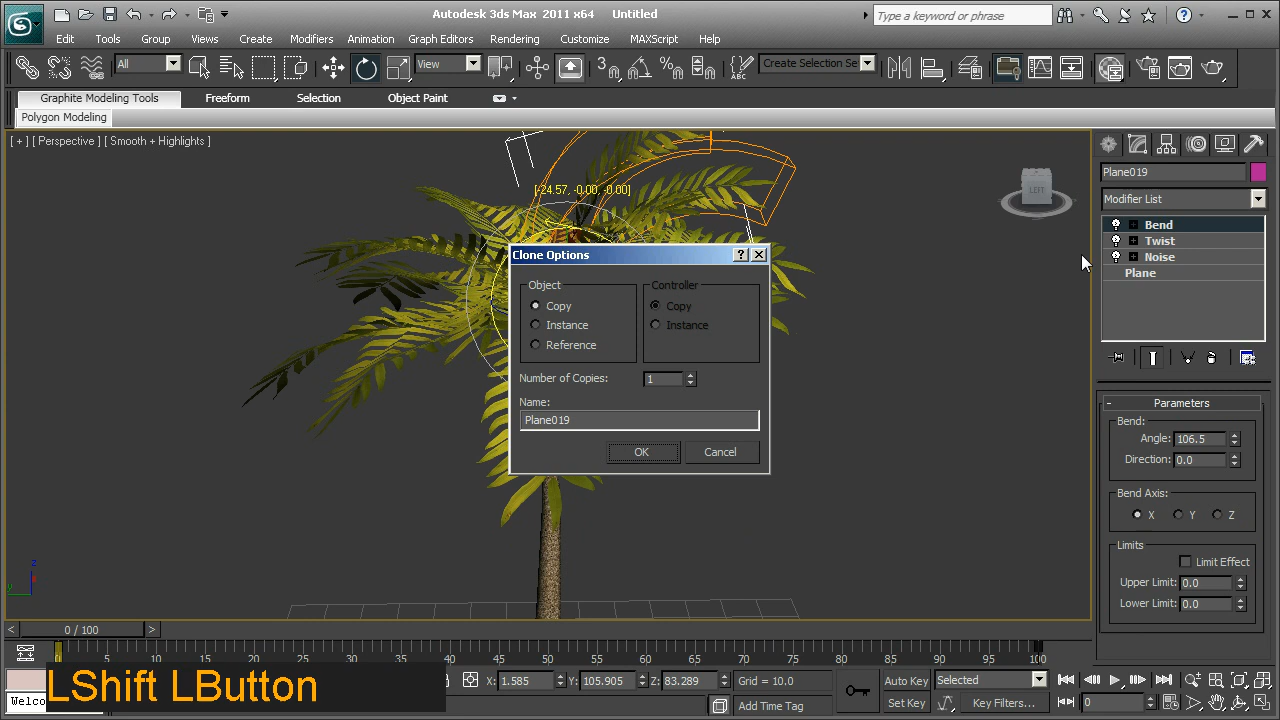 Autodesk 3ds Max 2011 x64 Untitled
Type a keyword or phrase
Edit Tools Group Views Create Modifiers Animation Graph Editors Rendering Customize MAXScript Help
All View 3 Create Selection Se
Graphite Modeling Tools Freeform Selection Object Paint
Polygon Modeling
[ + ] [ Perspective ] [ Smooth + Highlights ]
[-24.57, -0.00, -0.00]
LEFT
Plane019
Modifier List
Bend
Twist
Noise
Plane
Clone Options
Object Controller
Copy Copy
Instance Instance
Reference
Number of Copies: 1
Name:
Plane019
OK Cancel
- Parameters
Bend:
Angle: 106.5
Direction: 0.0
Bend Axis:
X Y Z
Limits
Limit Effect
Upper Limit: 0.0
Lower Limit: 0.0
z
x
y
< 0 / 100 >
5 10 15 20 25 30 35 40 45 50 55 60 65 70 75 80 85 90 95 100
LShift LButton
X: 1.585 Y: 105.905 Z: 83.289 Grid = 10.0 Auto Key Selected
Welco Add Time Tag Set Key Key Filters... 0